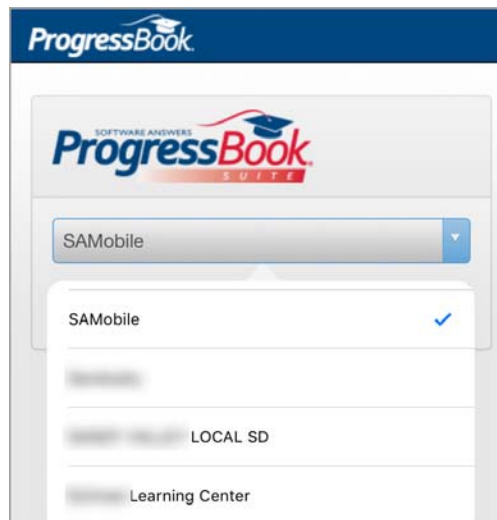 ProgressBook
SOFTWARE ANSWERS
ProgressBook
SUITE
SAMobile
SAMobile
LOCAL SD
Learning Center